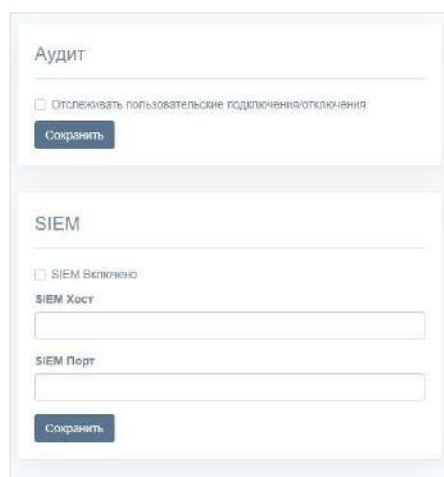 Аудит
Отслеживать пользовательские подключения/отключения
Сохранить
SIEM
SIEM Включено
SIEM Хост
SIEM Порт
Сохранить